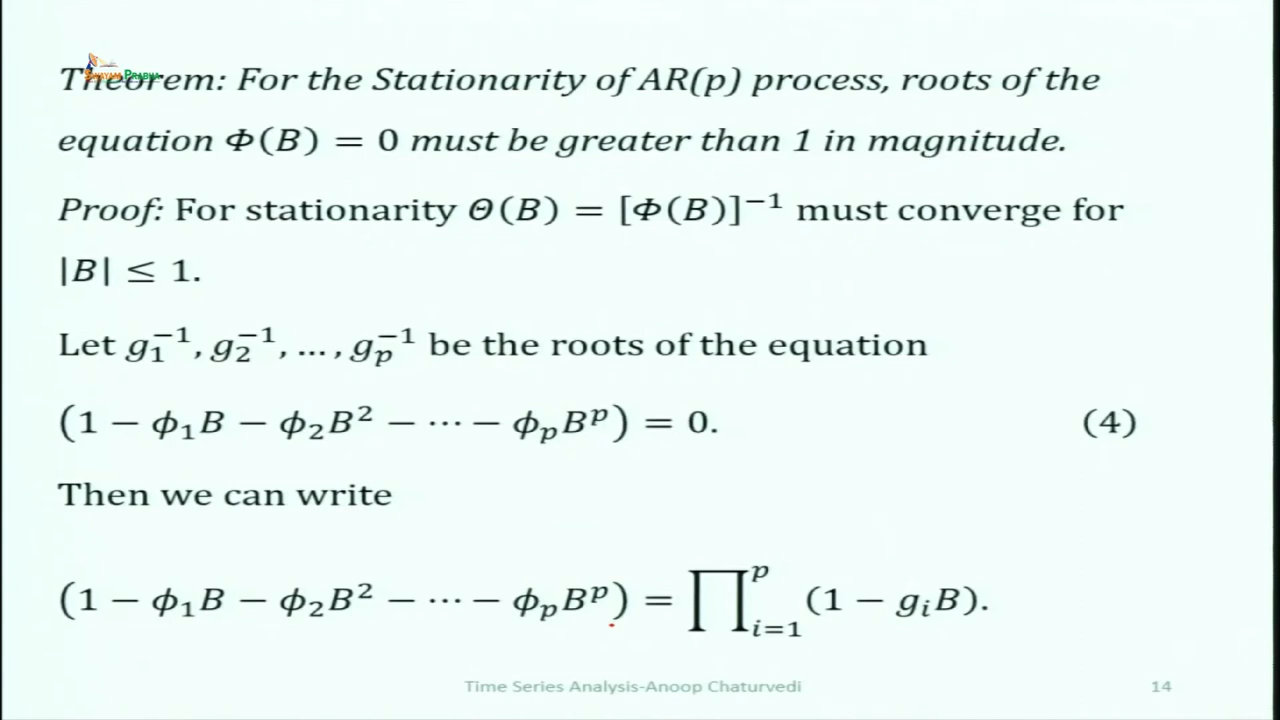 SWAYAM PRABHA
Theorem: For the Stationarity of AR(p) process, roots of the
equation Φ(B) = 0 must be greater than 1 in magnitude.
Proof: For stationarity Θ(B) = [Φ(B)]⁻¹ must converge for
|B| ≤ 1.
Let g₁⁻¹, g₂⁻¹, …, gₚ⁻¹ be the roots of the equation
(1 − ϕ₁B − ϕ₂B² − ⋯ − ϕₚBᵖ) = 0. (4)
Then we can write
(1 − ϕ₁B − ϕ₂B² − ⋯ − ϕₚBᵖ) = ∏ᵢ₌₁ᵖ (1 − gᵢB).
Time Series Analysis-Anoop Chaturvedi 14